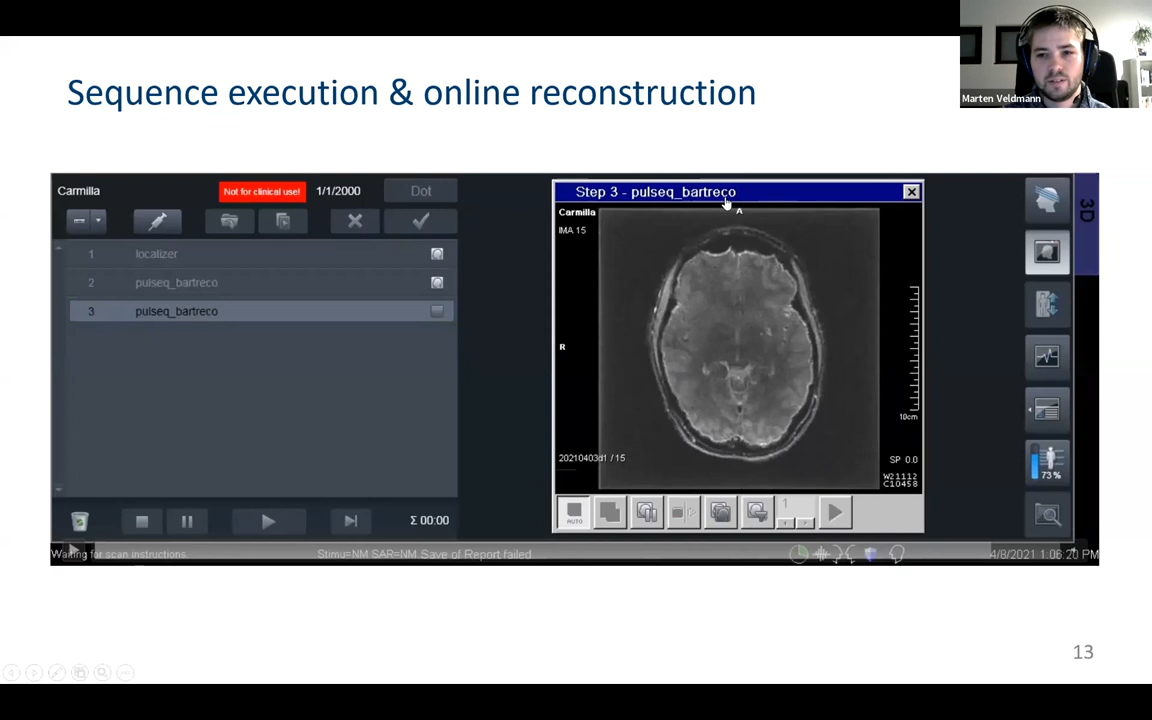 Marten Veldmann
Sequence execution & online reconstruction
Carmilla
Not for clinical use!
1/1/2000
Dot
1 localizer
2 pulseq_bartreco
3 pulseq_bartreco
Σ 00:00
Step 3 - pulseq_bartreco
Carmilla
A
IMA 15
R
10cm
20210403d1 / 15
SP 0.0
W21112
C10458
AUTO
1
3D
73 %
Waiting for scan instructions.
Stimu=NM SAR=NM Save of Report failed
4/8/2021 1:06:20 PM
13